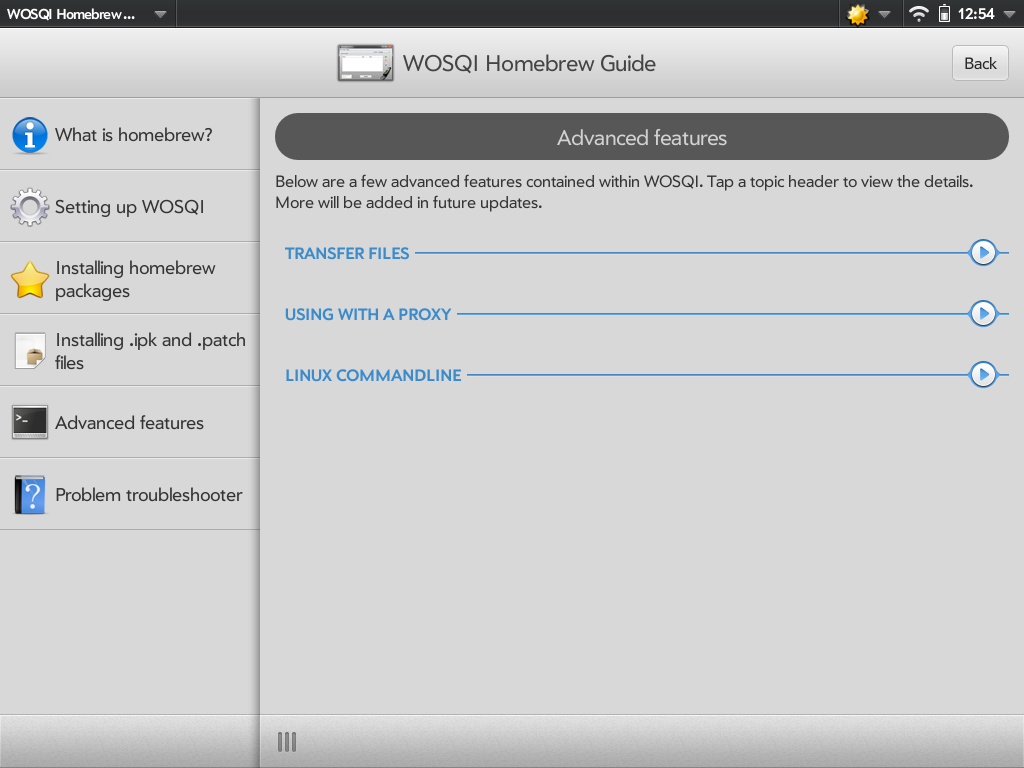 WOSQI Homebrew...
12:54
WOSQI Homebrew Guide
Back
What is homebrew?
Setting up WOSQI
Installing homebrew
packages
Installing .ipk and .patch
files
Advanced features
Problem troubleshooter
Advanced features
Below are a few advanced features contained within WOSQI. Tap a topic header to view the details.
More will be added in future updates.
TRANSFER FILES
USING WITH A PROXY
LINUX COMMANDLINE